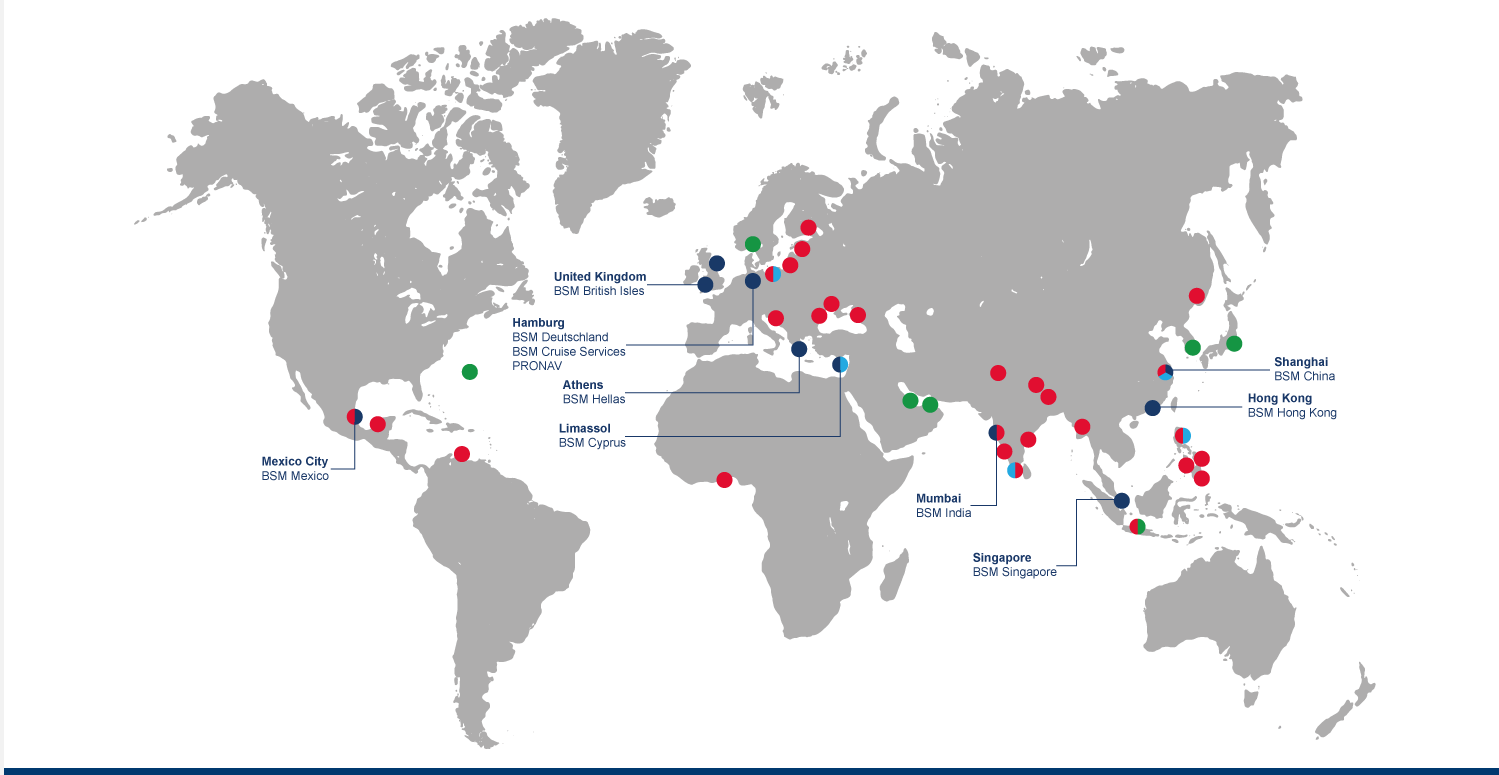 United Kingdom
BSM British Isles
Hamburg
BSM Deutschland
BSM Cruise Services
PRONAV
Athens
BSM Hellas
Limassol
BSM Cyprus
Mexico City
BSM Mexico
Shanghai
BSM China
Hong Kong
BSM Hong Kong
Mumbai
BSM India
Singapore
BSM Singapore